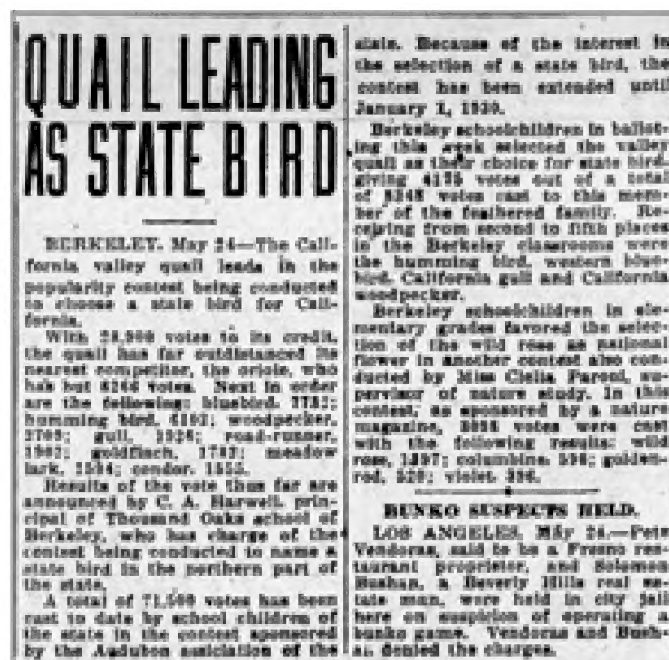 QUAIL LEADING
AS STATE BIRD
BERKELEY, May 24—The Cali-
fornia valley quail leads in the
popularity contest being conducted
to choose a state bird for Cali-
fornia.
With votes to its credit,
the quail has far outdistanced its
nearest competitor, the oriole, who
has but 6266 votes. Next in order
are the following: bluebird,
humming bird, woodpecker,
gull, road-runner,
goldfinch, meadow
lark, condor,
Results of the vote thus far are
announced by C. A. Harwell, prin-
cipal of Thousand Oaks school of
Berkeley, who has charge of the
contest being conducted to name a
state bird in the northern part of
the state.
A total of 71,500 votes has been
cast to date by school children of
the state in the contest sponsored
by the Audubon of the
state. Because of the interest in
the selection of a state bird, the
contest has been extended until
January 1, 1930.
Berkeley schoolchildren in ballot-
ing this week selected the valley
quail as their choice for state bird,
giving 4175 votes out of a total
of votes cast to this mem-
ber of the feathered family. Re-
ceiving from second to fifth places
in the Berkeley classrooms were
the humming bird, western blue-
bird, California gull and California
woodpecker.
Berkeley schoolchildren in ele-
mentary grades favored the selec-
tion of the wild rose as national
flower in another contest also con-
ducted by Miss Clelia Paroni, su-
pervisor of nature study. In this
contest, as sponsored by a nature
magazine, votes were cast
with the following results: wild
rose, columbine, golden-
rod, violet,
BUNKO SUSPECTS HELD.
LOS ANGELES, May 24.—Pete
Vendoras, said to be a Fresno res-
taurant proprietor, and Solomon
Bushan, a Beverly Hills real es-
tate man, were held in city jail
here on suspicion of operating a
bunko game. Vendoras and Bush-
an denied the charges.